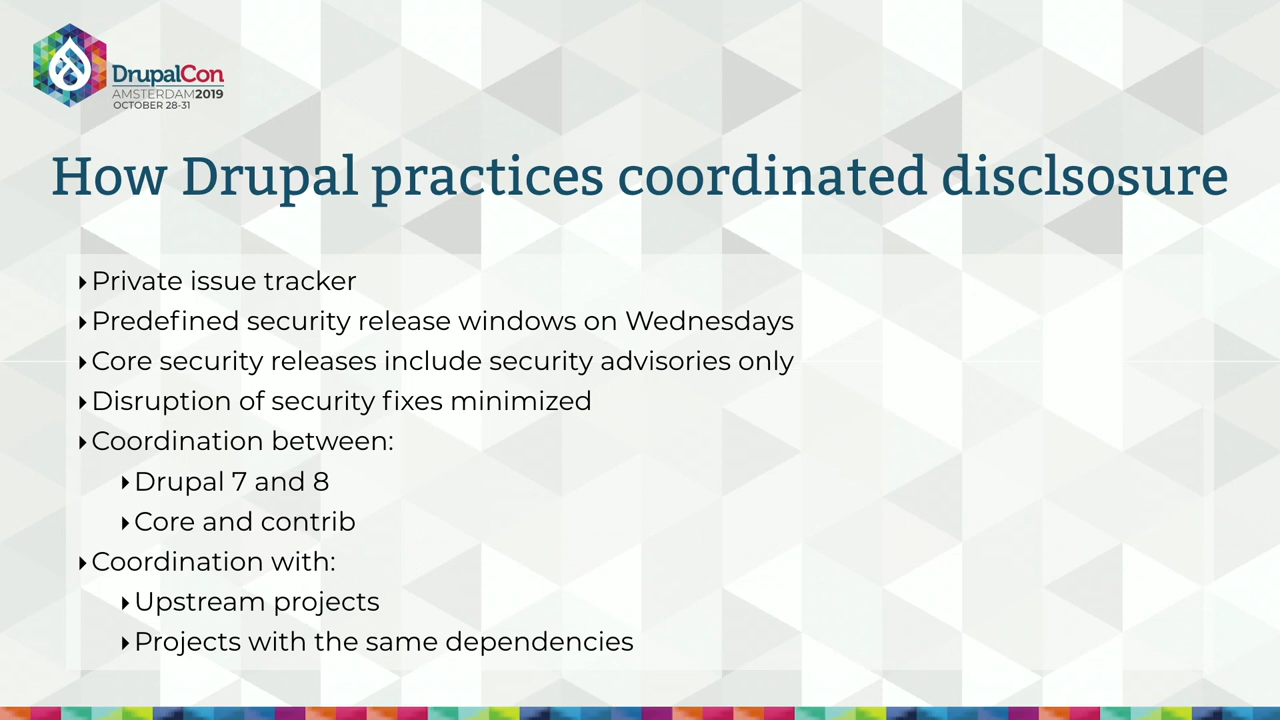 DrupalCon
AMSTERDAM2019
OCTOBER 28-31
How Drupal practices coordinated disclsosure
Private issue tracker
Predefined security release windows on Wednesdays
Core security releases include security advisories only
Disruption of security fixes minimized
Coordination between:
Drupal 7 and 8
Core and contrib
Coordination with:
Upstream projects
Projects with the same dependencies